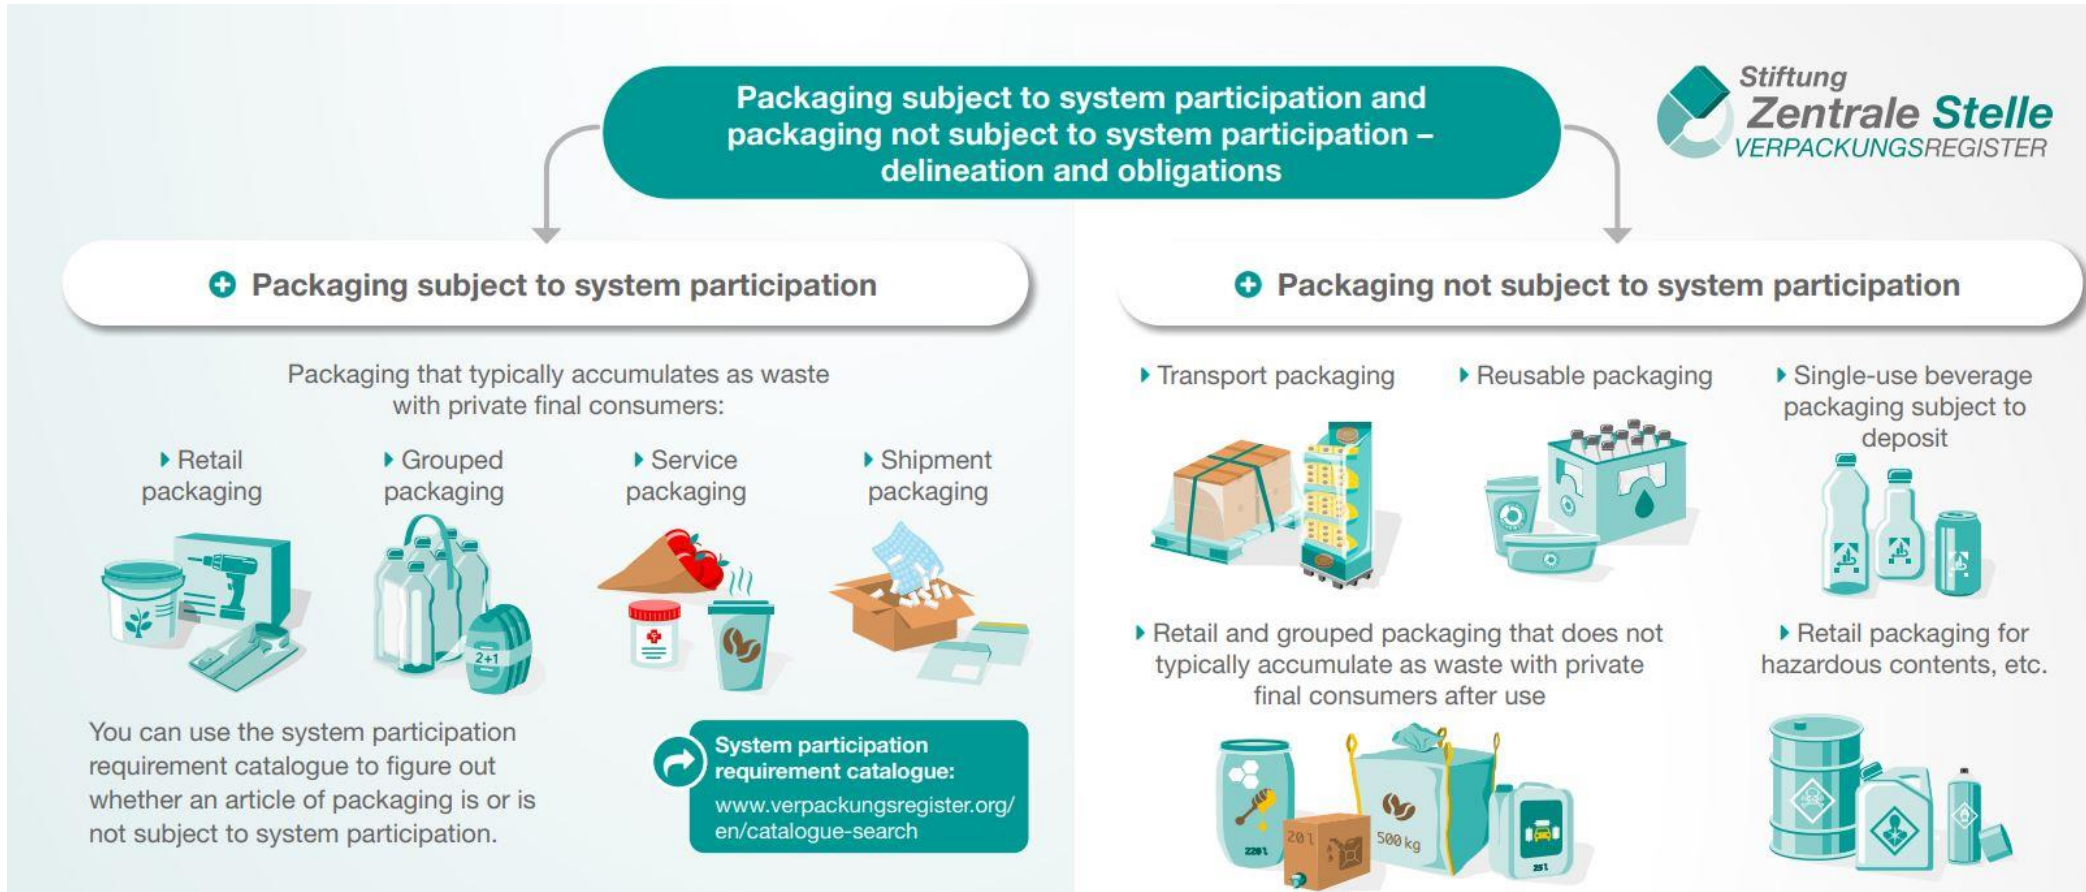 Packaging subject to system participation and
packaging not subject to system participation –
delineation and obligations
Stiftung
Zentrale Stelle
VERPACKUNGSREGISTER
Packaging subject to system participation
Packaging that typically accumulates as waste
with private final consumers:
Retail
packaging
Grouped
packaging
Service
packaging
Shipment
packaging
2+1
You can use the system participation
requirement catalogue to figure out
whether an article of packaging is or is
not subject to system participation.
System participation
requirement catalogue:
www.verpackungsregister.org/
en/catalogue-search
Packaging not subject to system participation
Transport packaging
Reusable packaging
Single-use beverage
packaging subject to
deposit
Retail and grouped packaging that does not
typically accumulate as waste with private
final consumers after use
220 l
20 l
500 kg
25 l
Retail packaging for
hazardous contents, etc.